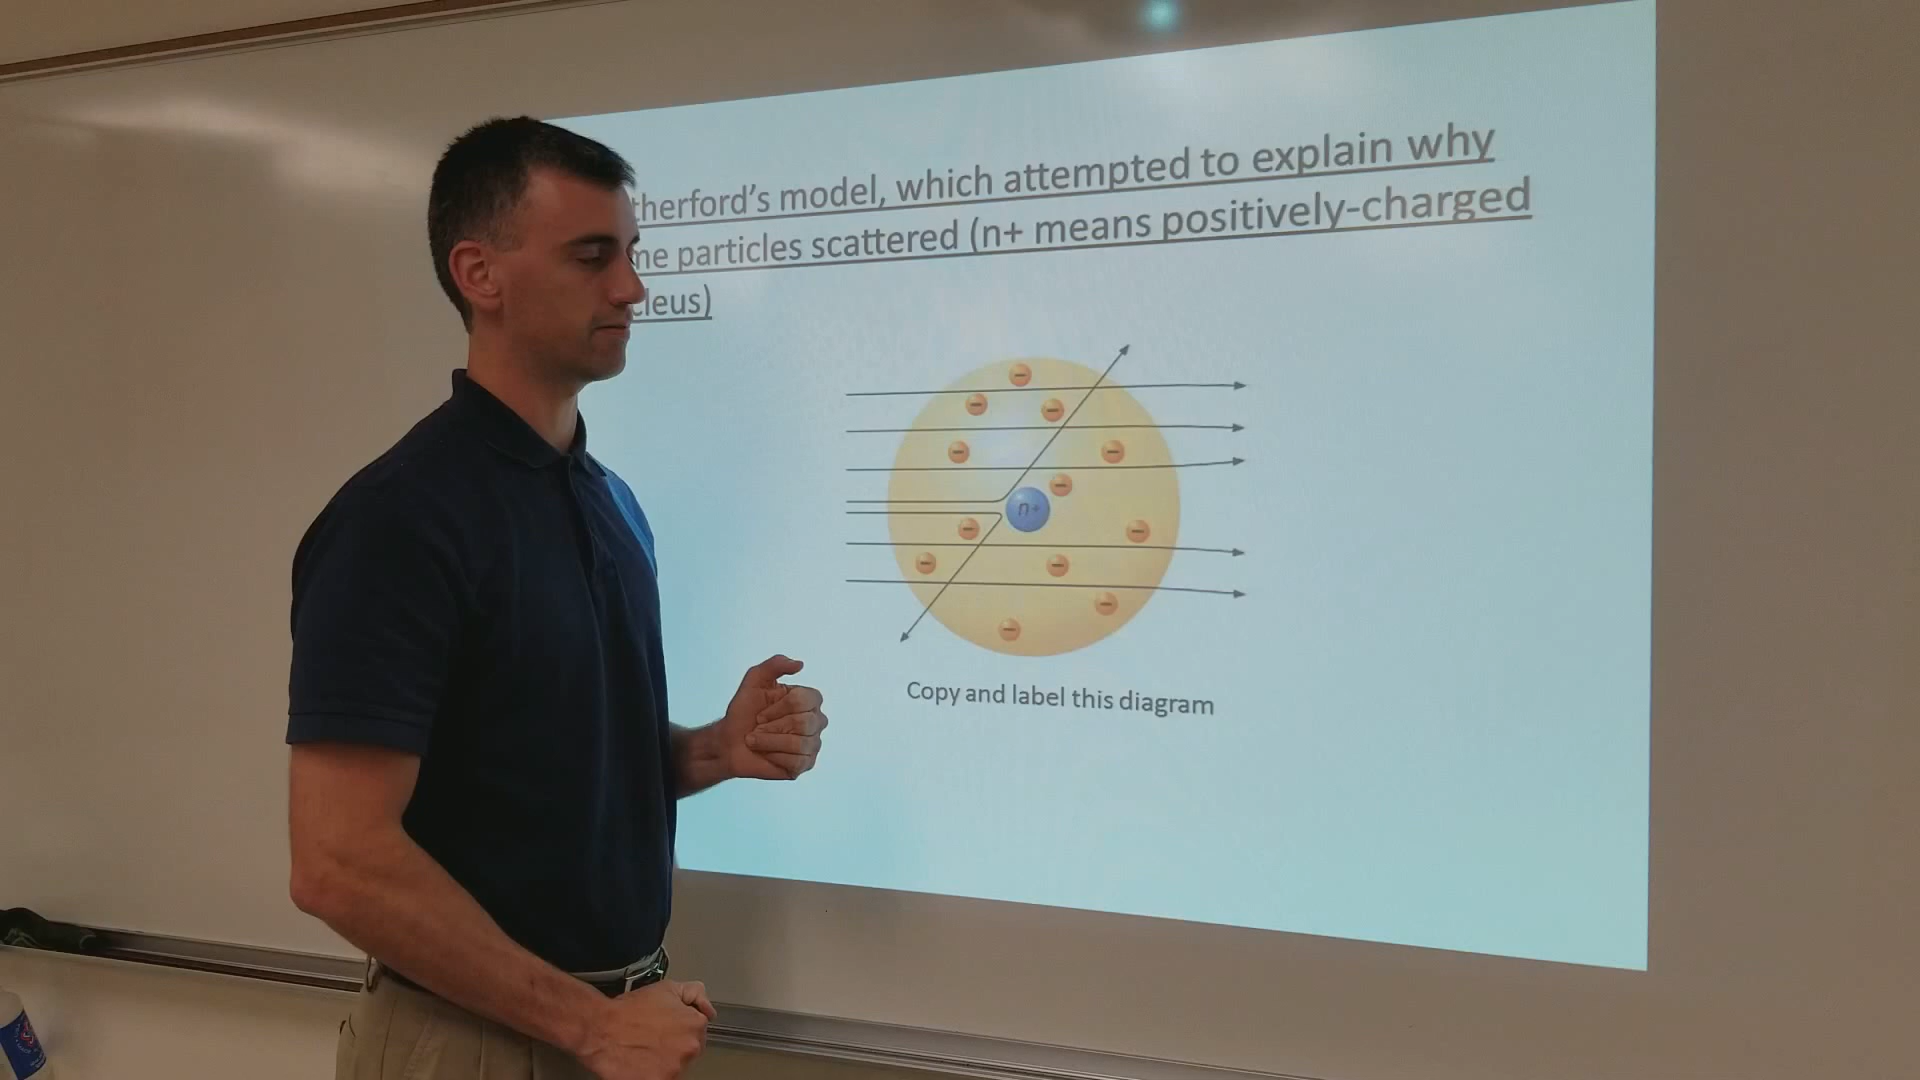 therford's model, which attempted to explain why
me particles scattered (n+ means positively-charged
cleus)
n+
Copy and label this diagram